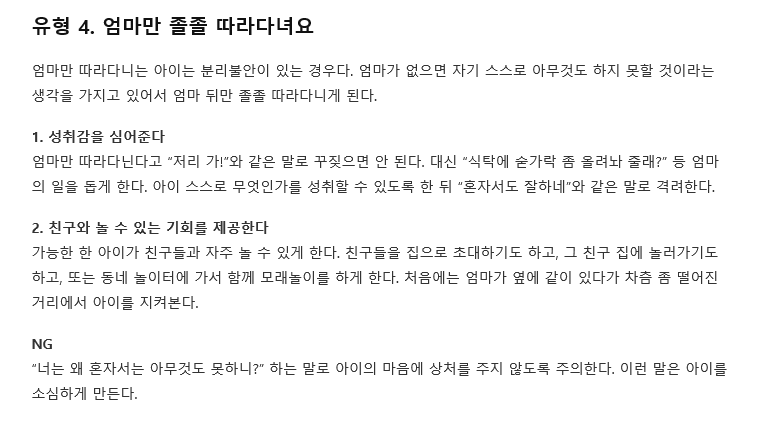 유형 4. 엄마만 졸졸 따라다녀요
엄마만 따라다니는 아이는 분리불안이 있는 경우다. 엄마가 없으면 자기 스스로 아무것도 하지 못할 것이라는
생각을 가지고 있어서 엄마 뒤만 졸졸 따라다니게 된다.
1. 성취감을 심어준다
엄마만 따라다닌다고 “저리 가!”와 같은 말로 꾸짖으면 안 된다. 대신 “식탁에 숟가락 좀 올려놔 줄래?” 등 엄마
의 일을 돕게 한다. 아이 스스로 무엇인가를 성취할 수 있도록 한 뒤 “혼자서도 잘하네”와 같은 말로 격려한다.
2. 친구와 놀 수 있는 기회를 제공한다
가능한 한 아이가 친구들과 자주 놀 수 있게 한다. 친구들을 집으로 초대하기도 하고, 그 친구 집에 놀러가기도
하고, 또는 동네 놀이터에 가서 함께 모래놀이를 하게 한다. 처음에는 엄마가 옆에 같이 있다가 차츰 좀 떨어진
거리에서 아이를 지켜본다.
NG
“너는 왜 혼자서는 아무것도 못하니?” 하는 말로 아이의 마음에 상처를 주지 않도록 주의한다. 이런 말은 아이를
소심하게 만든다.